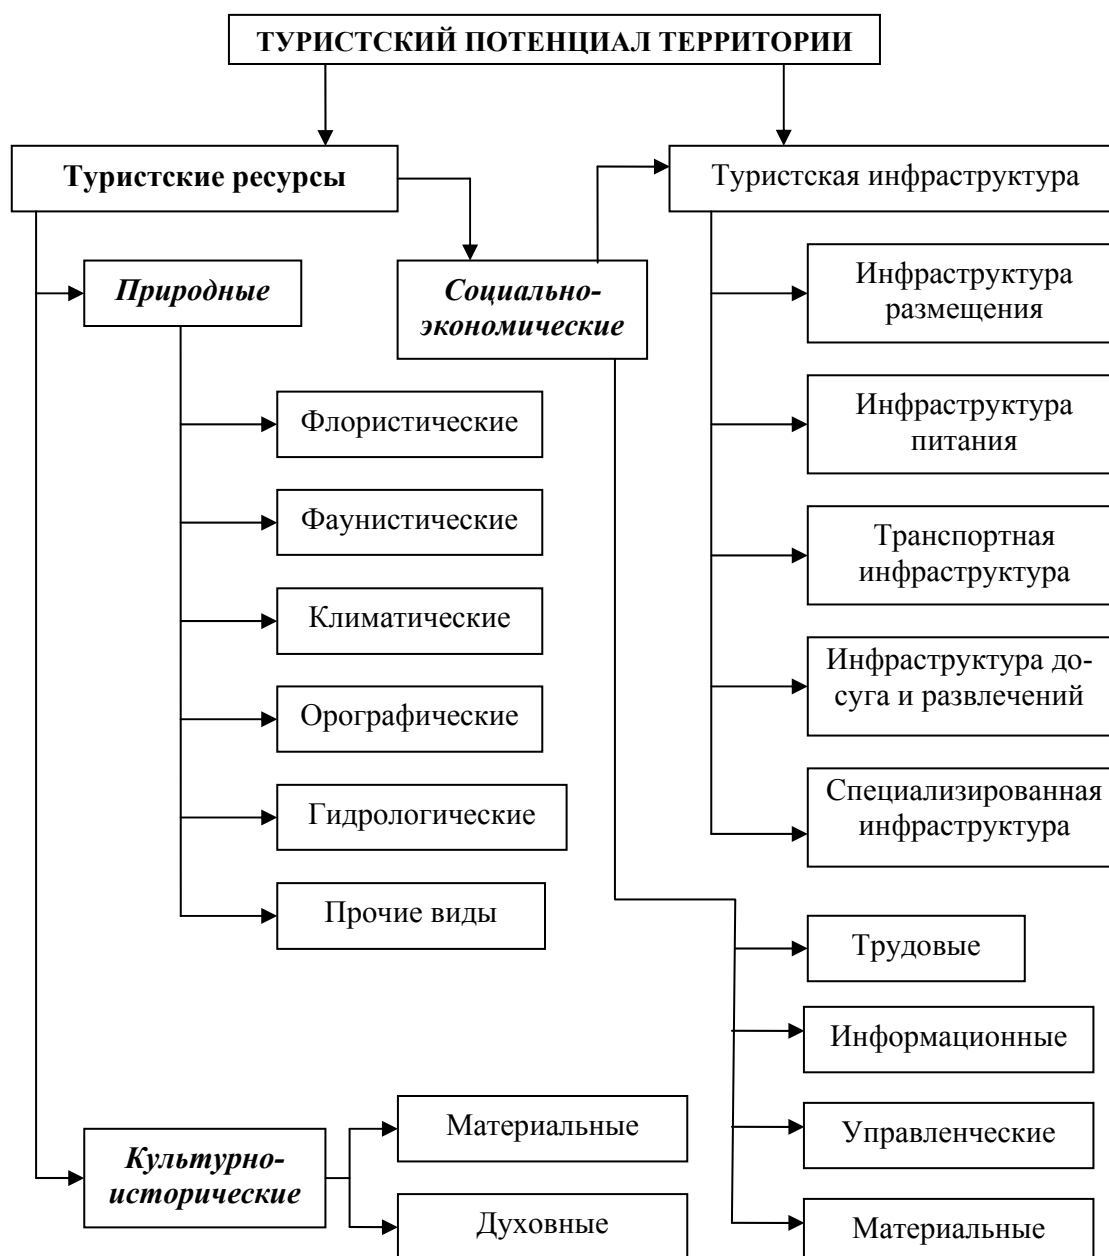 ТУРИСТСКИЙ ПОТЕНЦИАЛ ТЕРРИТОРИИ
Туристские ресурсы
Туристская инфраструктура
Природные
Социально-
экономические
Инфраструктура
размещения
Флористические
Инфраструктура
питания
Фаунистические
Транспортная
инфраструктура
Климатические
Инфраструктура до-
суга и развлечений
Орографические
Специализированная
инфраструктура
Гидрологические
Прочие виды
Трудовые
Информационные
Материальные
Управленческие
Культурно-
исторические
Духовные
Материальные